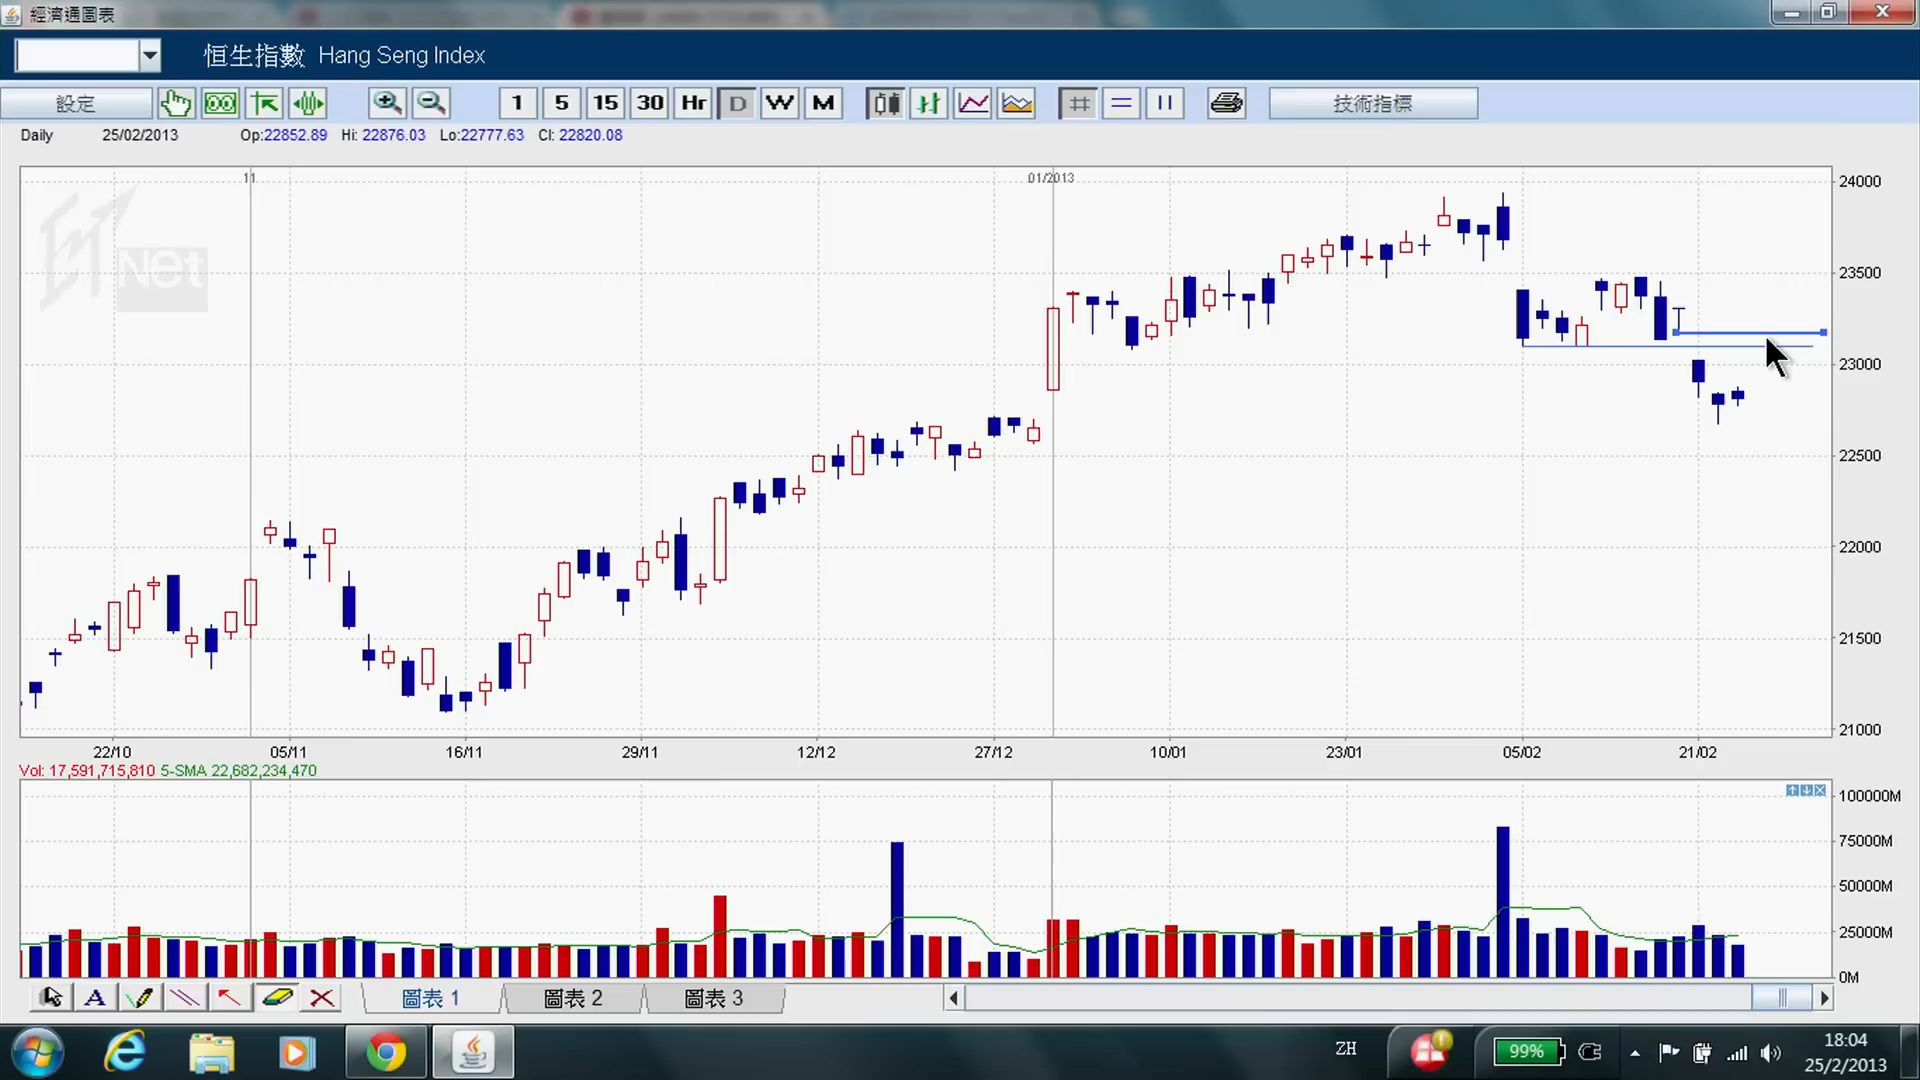 經濟通圖表
恒生指數 Hang Seng Index
設定 1 5 15 30 Hr D W M 技術指標
Daily 25/02/2013 Op:22852.89 Hi: 22876.03 Lo:22777.63 Cl: 22820.08
11 01/2013
24000
Net
23500
23000
22500
22000
21500
21000
22/10 05/11 16/11 29/11 12/12 27/12 10/01 23/01 05/02 21/02
Vol: 17,591,715,810 5-SMA 22,682,234,470
100000M
75000M
50000M
25000M
0M
A 圖表 1 圖表 2 圖表 3
ZH 99% 18:04
25/2/2013